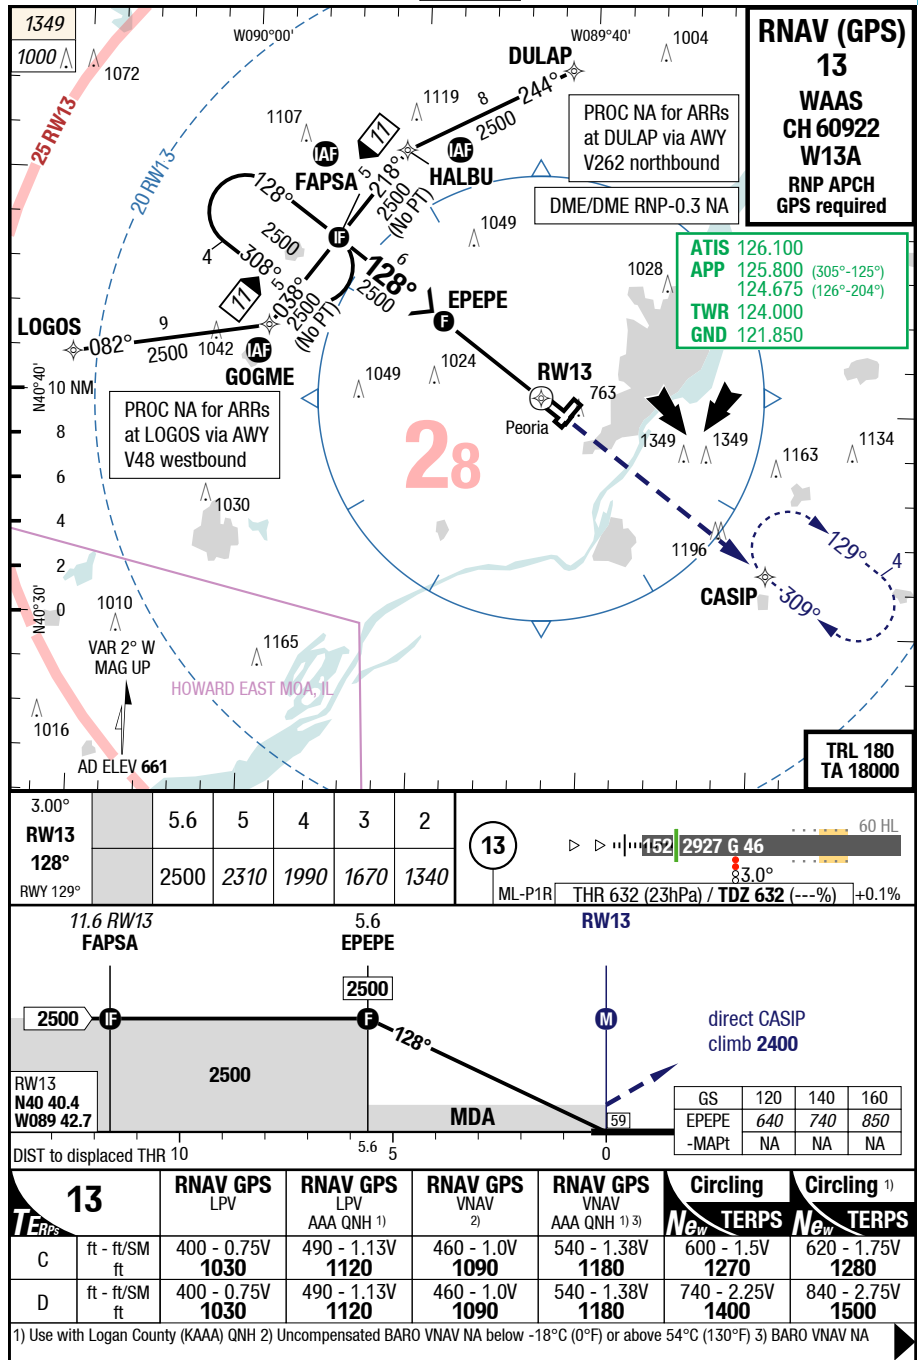 1349
1000
1072
25 RW13
20 RW13
W090°00'
W089°40'
1004
DULAP
8
244°
2500
1119
1107
11
IAF
FAPSA
IAF
HALBU
5
218°
2500
(No PT)
PROC NA for ARRs
at DULAP via AWY
V262 northbound
DME/DME RNP-0.3 NA
RNAV (GPS)
13
WAAS
CH 60922
W13A
RNP APCH
GPS required
ATIS 126.100
APP 125.800 (305°-125°)
124.675 (126°-204°)
TWR 124.000
GND 121.850
128°
2500
308°
4
IF
6
128°
2500
1049
1028
11
5
038°
2500
(No PT)
EPEPE
F
LOGOS
082°
9
2500
1042
IAF
GOGME
1049
1024
RW13
763
Peoria
N40°40'
10 NM
8
6
4
2
0
N40°30'
PROC NA for ARRs
at LOGOS via AWY
V48 westbound
28
1349
1349
1134
1163
1030
1196
129°
4
309°
CASIP
1010
VAR 2° W
MAG UP
1165
HOWARD EAST MOA, IL
1016
AD ELEV 661
TRL 180
TA 18000
3.00°
RW13
128°
RWY 129°
5.6 5 4 3 2
2500 2310 1990 1670 1340
13
ML-P1R
60 HL
152 2927 G 46
3.0°
THR 632 (23hPa) / TDZ 632 (---%)
+0.1%
11.6 RW13
FAPSA
5.6
EPEPE
RW13
2500
2500
IF
F
M
128°
direct CASIP
climb 2400
2500
MDA
59
RW13
N40 40.4
W089 42.7
GS 120 140 160
EPEPE 640 740 850
-MAPt NA NA NA
DIST to displaced THR 10 5.6 5 0
TERPs
13
RNAV GPS
LPV
RNAV GPS
LPV
AAA QNH 1)
RNAV GPS
VNAV
2)
RNAV GPS
VNAV
AAA QNH 1) 3)
Circling
New TERPS
Circling 1)
New TERPS
C ft - ft/SM 400 - 0.75V 490 - 1.13V 460 - 1.0V 540 - 1.38V 600 - 1.5V 620 - 1.75V
ft 1030 1120 1090 1180 1270 1280
D ft - ft/SM 400 - 0.75V 490 - 1.13V 460 - 1.0V 540 - 1.38V 740 - 2.25V 840 - 2.75V
ft 1030 1120 1090 1180 1400 1500
1) Use with Logan County (KAAA) QNH 2) Uncompensated BARO VNAV NA below -18°C (0°F) or above 54°C (130°F) 3) BARO VNAV NA